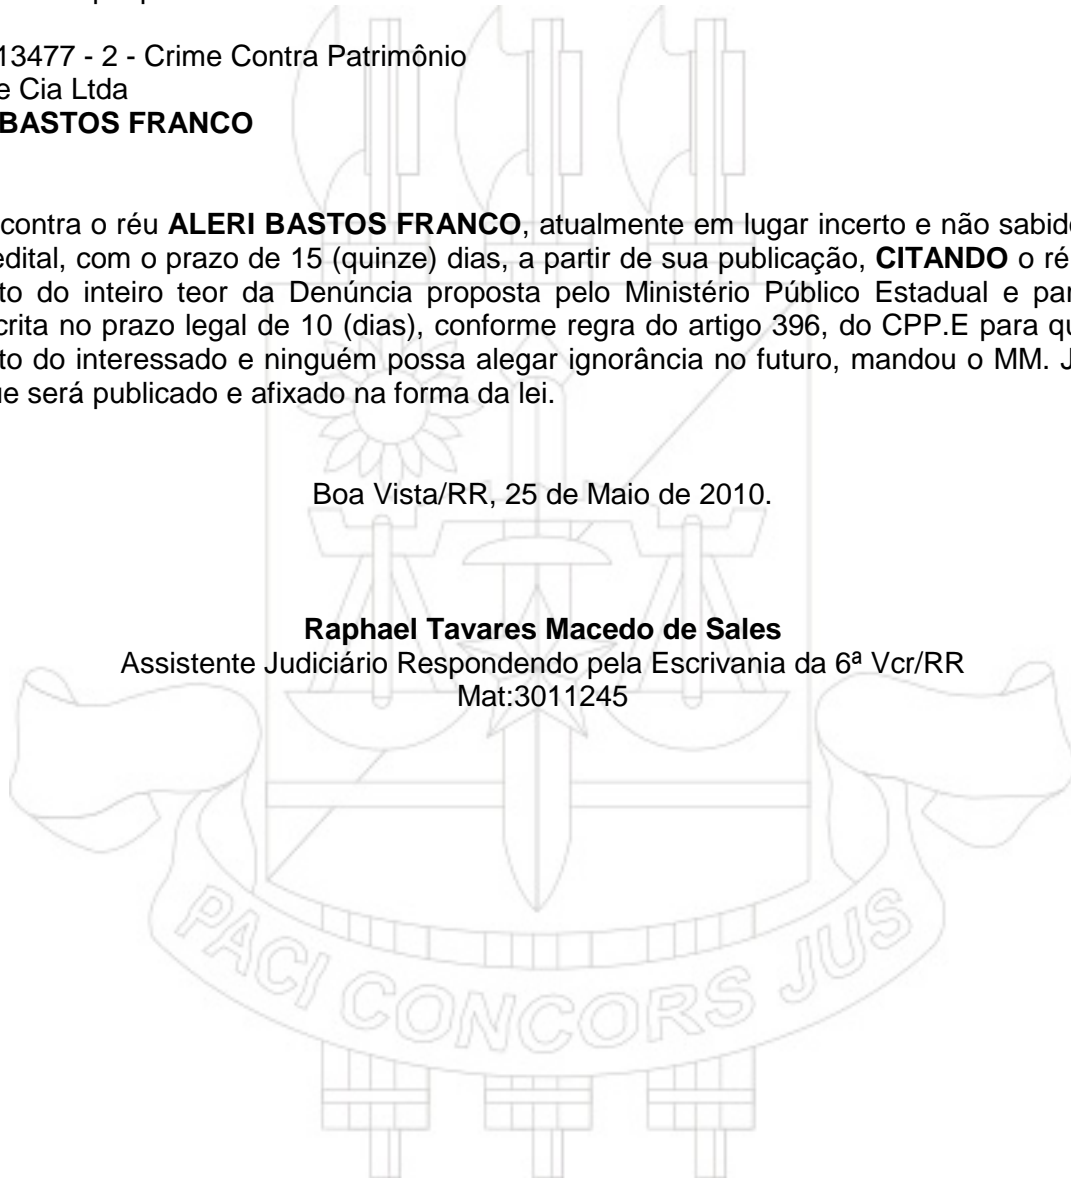 13477 - 2 - Crime Contra Patrimônio
e Cia Ltda
BASTOS FRANCO
contra o réu ALERI BASTOS FRANCO, atualmente em lugar incerto e não sabido
edital, com o prazo de 15 (quinze) dias, a partir de sua publicação, CITANDO o ré
to do inteiro teor da Denúncia proposta pelo Ministério Público Estadual e par
crita no prazo legal de 10 (dias), conforme regra do artigo 396, do CPP.E para qu
to do interessado e ninguém possa alegar ignorância no futuro, mandou o MM. J
ue será publicado e afixado na forma da lei.
Boa Vista/RR, 25 de Maio de 2010.
Raphael Tavares Macedo de Sales
Assistente Judiciário Respondendo pela Escrivania da 6ª Vcr/RR
Mat:3011245
PACI CONCORS JUS